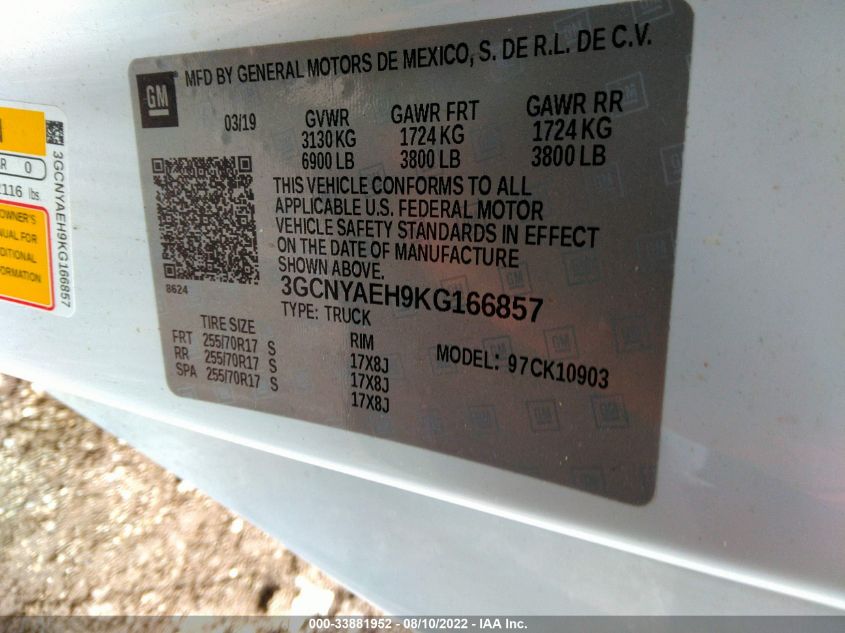 GM
MFD BY GENERAL MOTORS DE MEXICO, S. DE R.L. DE C.V.
03/19 GVWR GAWR FRT GAWR RR
3130 KG 1724 KG 1724 KG
6900 LB 3800 LB 3800 LB
THIS VEHICLE CONFORMS TO ALL
APPLICABLE U.S. FEDERAL MOTOR
VEHICLE SAFETY STANDARDS IN EFFECT
ON THE DATE OF MANUFACTURE
SHOWN ABOVE.
8624
3GCNYAEH9KG166857
TYPE: TRUCK
TIRE SIZE RIM
FRT 255/70R17 S 17X8J
RR 255/70R17 S 17X8J
SPA 255/70R17 S 17X8J
MODEL: 97CK10903
R 0
2116 lbs.
OWNER'S
FOR
3GCNYAEH9KG166857
CONDITION: 000-33881952 - 08/10/2022 - IAA Inc.